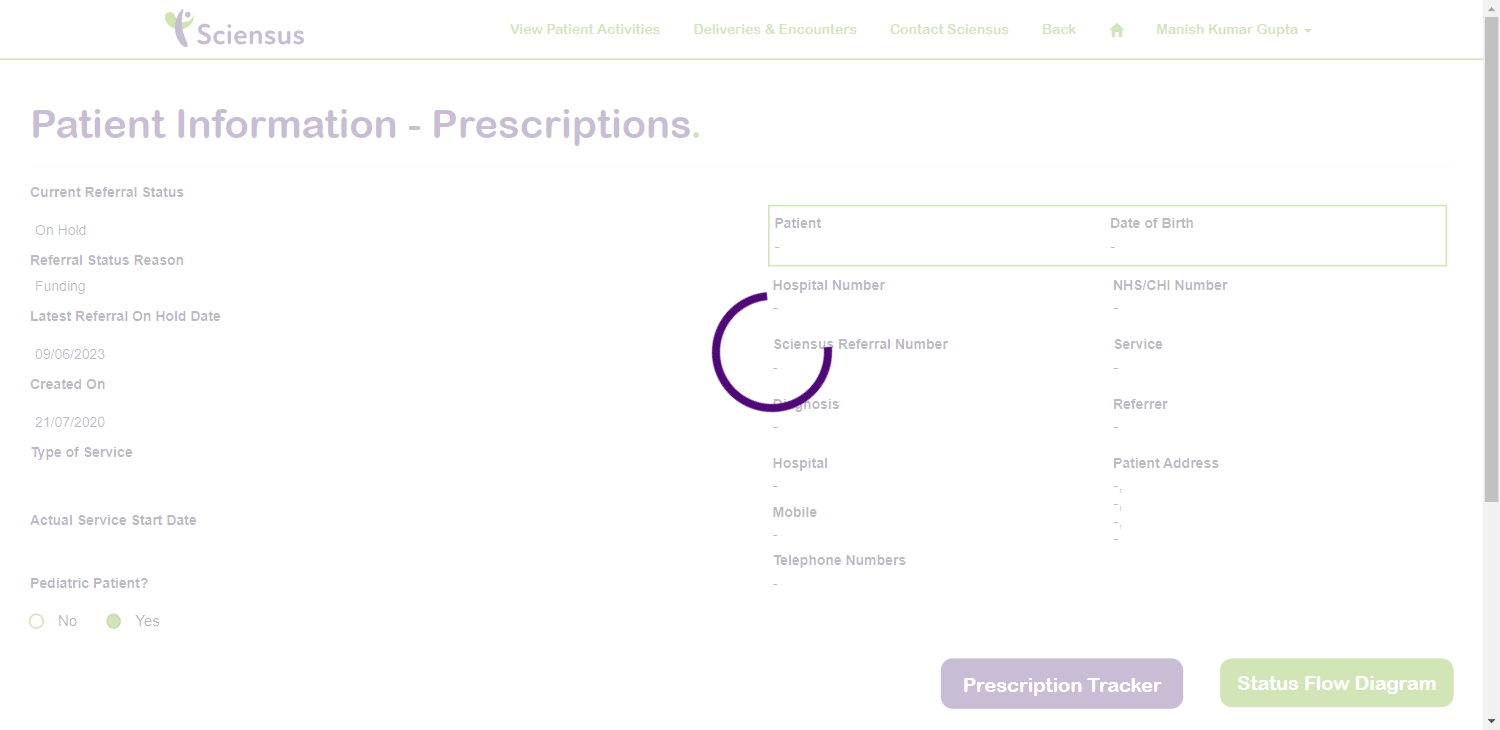 Sciensus
View Patient Activities Deliveries & Encounters Contact Sciensus Back Manish Kumar Gupta
Patient Information - Prescriptions.
Current Referral Status
On Hold
Referral Status Reason
Funding
Latest Referral On Hold Date
09/06/2023
Created On
21/07/2020
Type of Service
Actual Service Start Date
Pediatric Patient?
No Yes
Patient Date of Birth
- -
Hospital Number NHS/CHI Number
- -
Sciensus Referral Number Service
- -
Diagnosis Referrer
- -
Hospital Patient Address
- -,
-,
Mobile -,
- -
Telephone Numbers
-
Prescription Tracker Status Flow Diagram